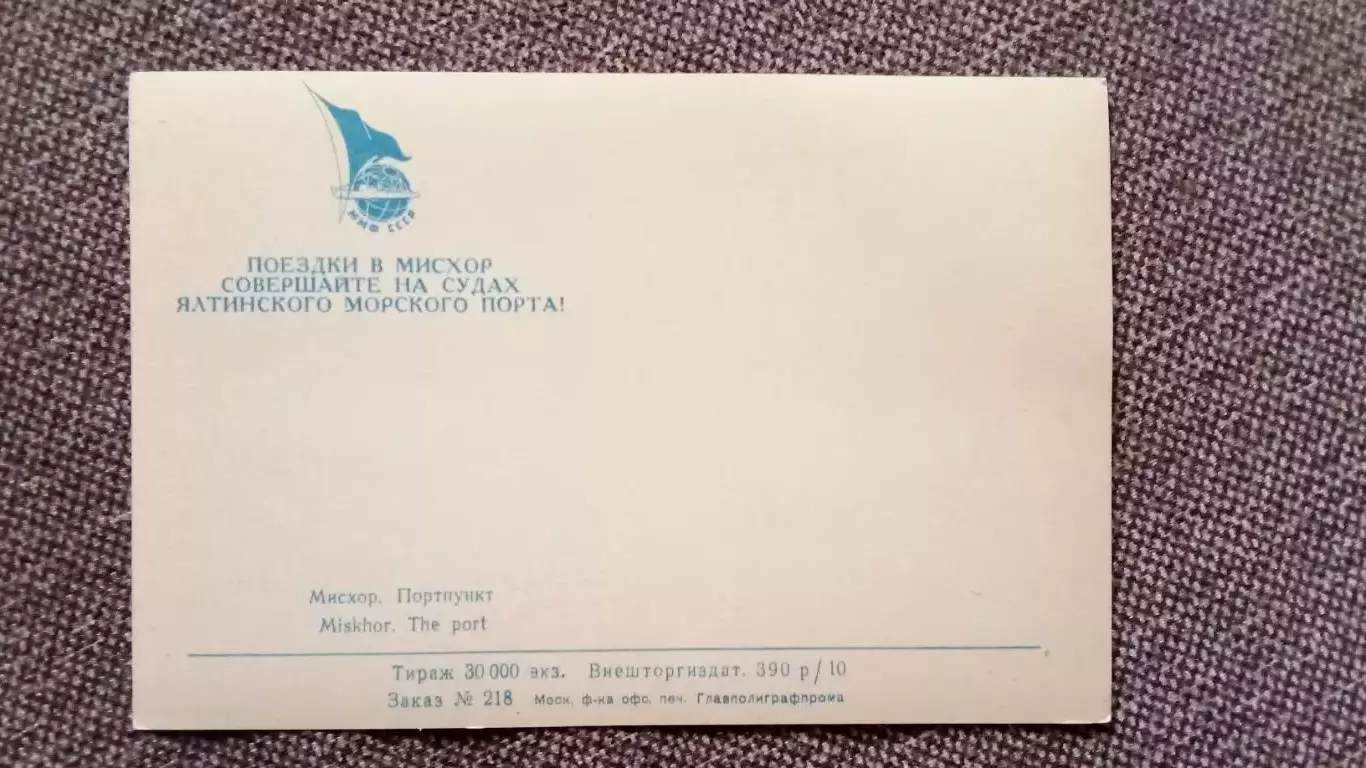 ММФ СССР
ПОЕЗДКИ В МИСХОР
СОВЕРШАЙТЕ НА СУДАХ
ЯЛТИНСКОГО МОРСКОГО ПОРТА!
Мисхор. Портпункт
Miskhor. The port
Тираж 30 000 экз. Внешторгиздат. 390 р/10
Заказ № 218 Моск. ф-ка офс. печ. Главполиграфпрома